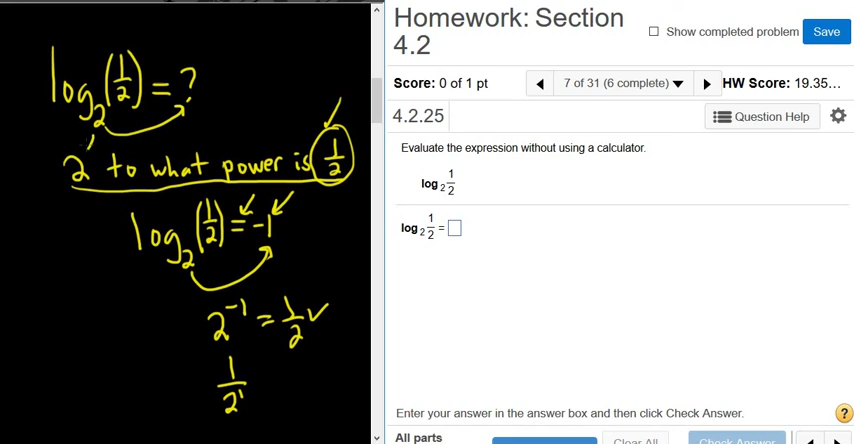 log₂(1/2) = ?
2' to what power is 1/2
log₂(1/2) = -1
2⁻¹ = 1/2 ✓
1/2¹
Homework: Section 4.2
Show completed problem
Save
Score: 0 of 1 pt
7 of 31 (6 complete)
HW Score: 19.35...
4.2.25
Question Help
Evaluate the expression without using a calculator.
log₂ 1/2
log₂ 1/2 =
Enter your answer in the answer box and then click Check Answer.
?
All parts
Clear All
Check Answer